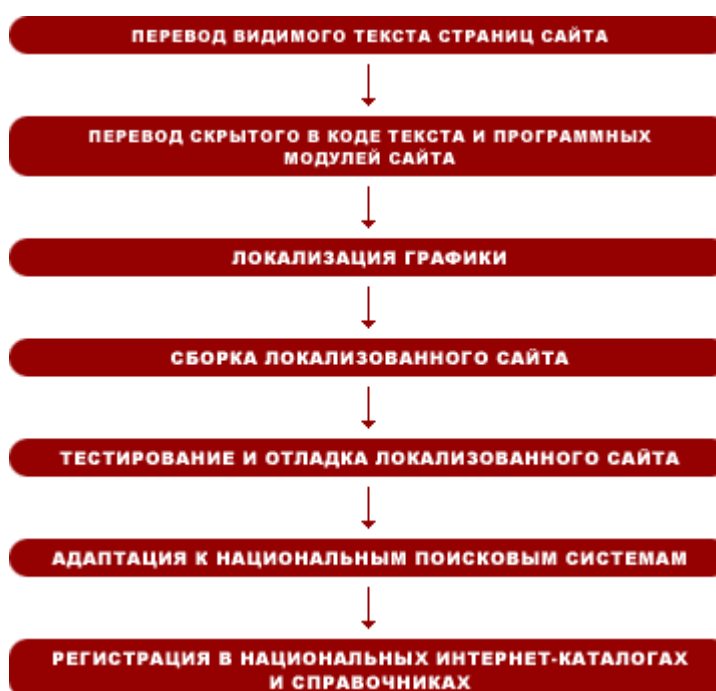 ПЕРЕВОД ВИДИМОГО ТЕКСТА СТРАНИЦ САЙТА
ПЕРЕВОД СКРЫТОГО В КОДЕ ТЕКСТА И ПРОГРАММНЫХ
МОДУЛЕЙ САЙТА
ЛОКАЛИЗАЦИЯ ГРАФИКИ
СБОРКА ЛОКАЛИЗОВАННОГО САЙТА
ТЕСТИРОВАНИЕ И ОТЛАДКА ЛОКАЛИЗОВАННОГО САЙТА
АДАПТАЦИЯ К НАЦИОНАЛЬНЫМ ПОИСКОВЫМ СИСТЕМАМ
РЕГИСТРАЦИЯ В НАЦИОНАЛЬНЫХ ИНТЕРНЕТ-КАТАЛОГАХ
И СПРАВОЧНИКАХ